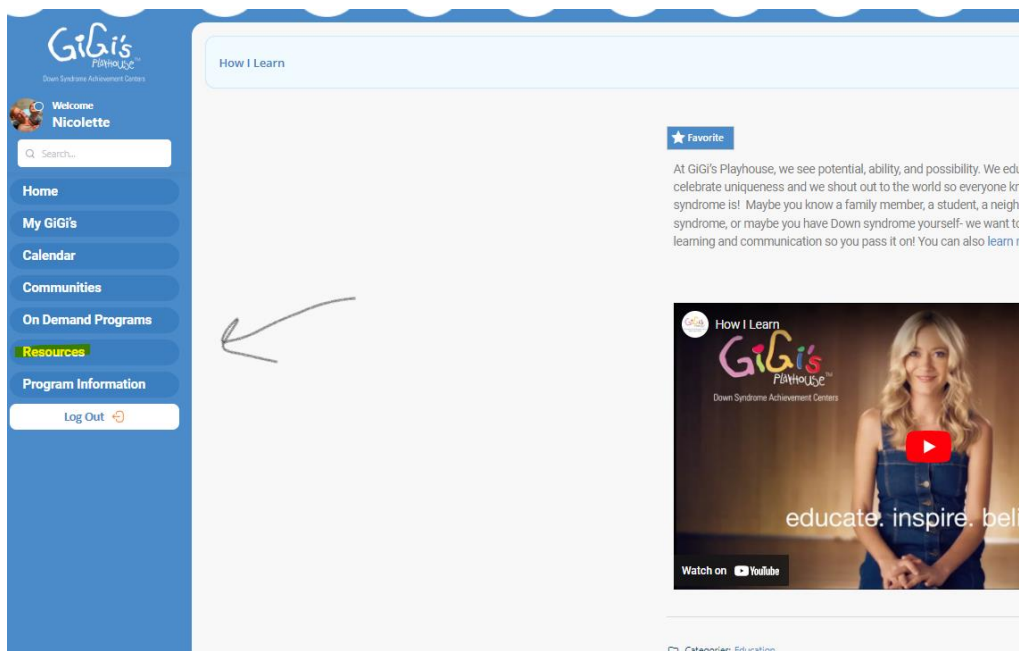 GiGi's
PlaYHoUSe™
Down Syndrome Achievement Centers
Welcome
Nicolette
Search...
Home
My GiGi's
Calendar
Communities
On Demand Programs
Resources
Program Information
Log Out
How I Learn
Favorite
At GiGi's Playhouse, we see potential, ability, and possibility. We edu
celebrate uniqueness and we shout out to the world so everyone kn
syndrome is! Maybe you know a family member, a student, a neigh
syndrome, or maybe you have Down syndrome yourself- we want to
learning and communication so you pass it on! You can also learn
How I Learn
GiGi's
PlaYHoUSe™
Down Syndrome Achievement Centers
educate. inspire. beli
Watch on YouTube
Categories: Education